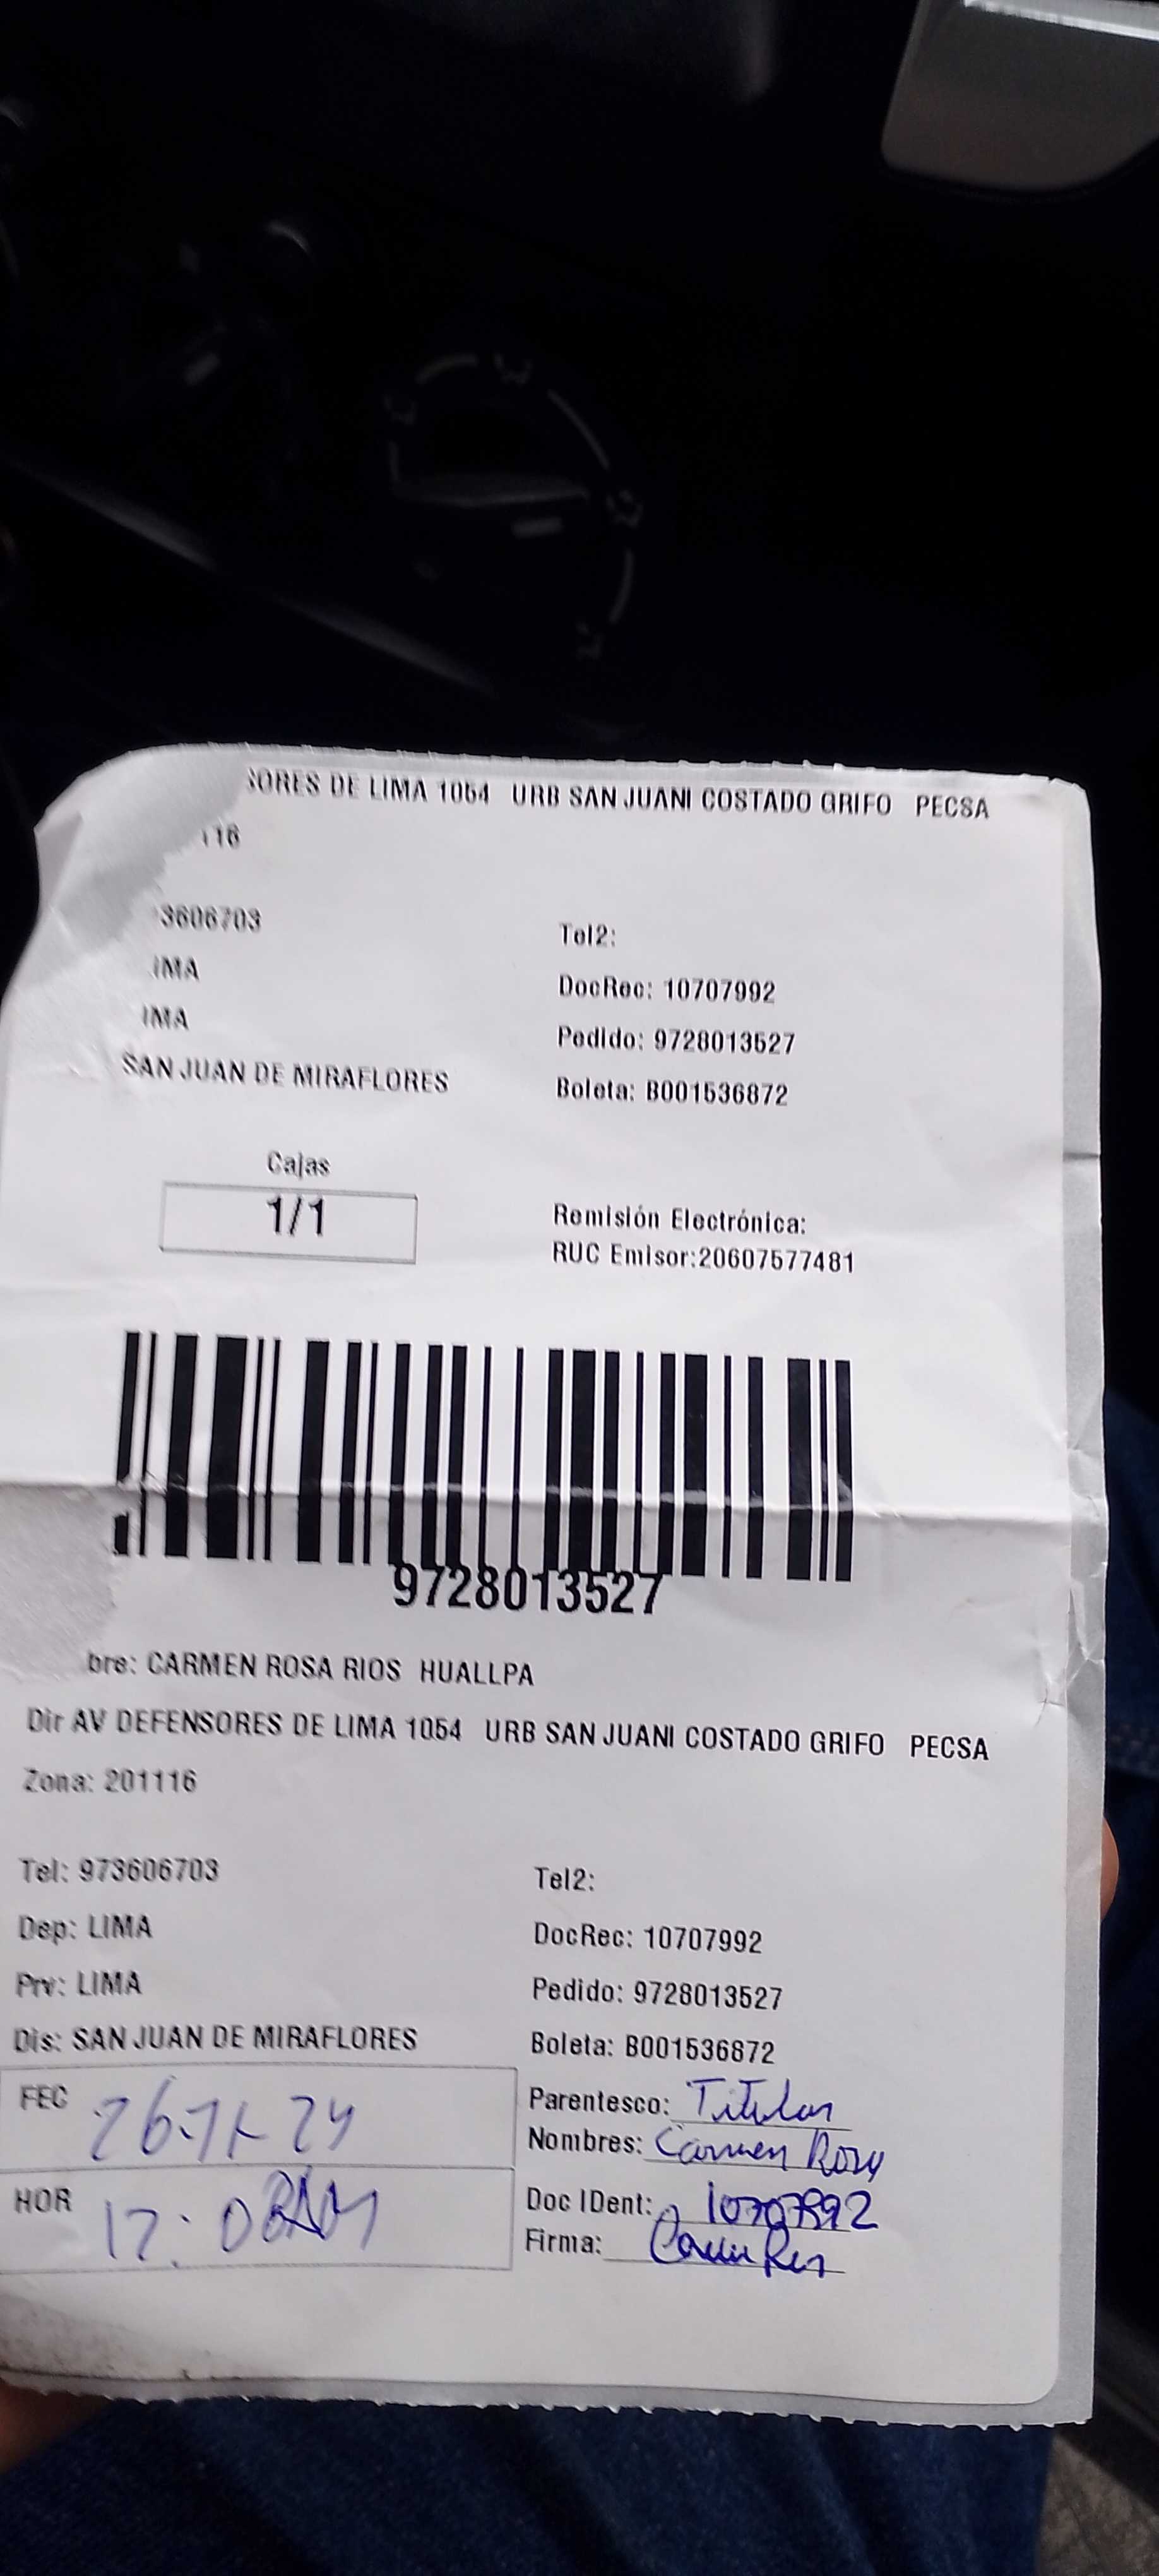 SORES DE LIMA 1054 URB SAN JUANI COSTADO GRIFO PECSA
116
3606703 Tel2:
IMA DocRec: 10707992
IMA Pedido: 9728013527
SAN JUAN DE MIRAFLORES Boleta: B001536872
Cajas
1/1
Remisión Electrónica:
RUC Emisor:20607577481
9728013527
bre: CARMEN ROSA RIOS HUALLPA
Dir AV DEFENSORES DE LIMA 1054 URB SAN JUANI COSTADO GRIFO PECSA
Zona: 201116
Tel: 973606703 Tel2:
Dep: LIMA DocRec: 10707992
Prv: LIMA Pedido: 9728013527
Dis: SAN JUAN DE MIRAFLORES Boleta: B001536872
FEC
HOR
Parentesco: Titular
Nombres: Carmen Rosa
Doc IDent: 10707992
Firma: